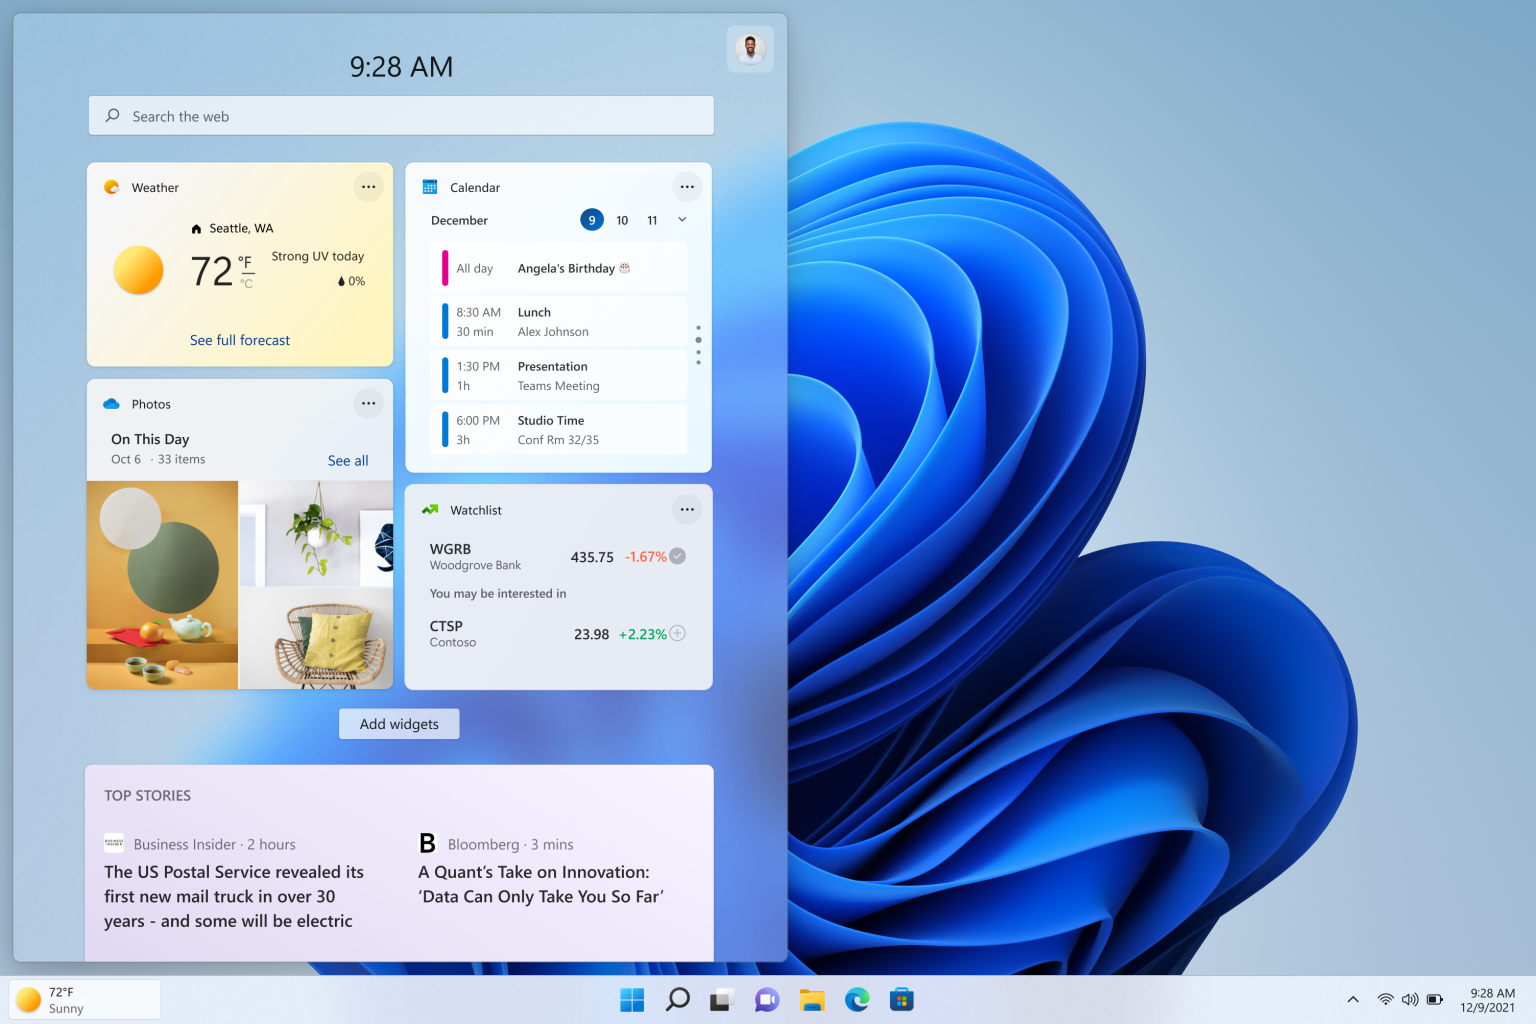 9:28 AM
Search the web
Weather
Seattle, WA
72 °F
°C
Strong UV today
0%
See full forecast
Calendar
December 9 10 11
All day Angela's Birthday
8:30 AM Lunch
30 min Alex Johnson
1:30 PM Presentation
1h Teams Meeting
6:00 PM Studio Time
3h Conf Rm 32/35
Photos
On This Day
Oct 6 · 33 items
See all
Watchlist
WGRB 435.75 -1.67%
Woodgrove Bank
You may be interested in
CTSP 23.98 +2.23%
Contoso
Add widgets
TOP STORIES
BUSINESS
INSIDER
Business Insider · 2 hours
The US Postal Service revealed its
first new mail truck in over 30
years - and some will be electric
B Bloomberg · 3 mins
A Quant's Take on Innovation:
‘Data Can Only Take You So Far’
72°F
Sunny
9:28 AM
12/9/2021